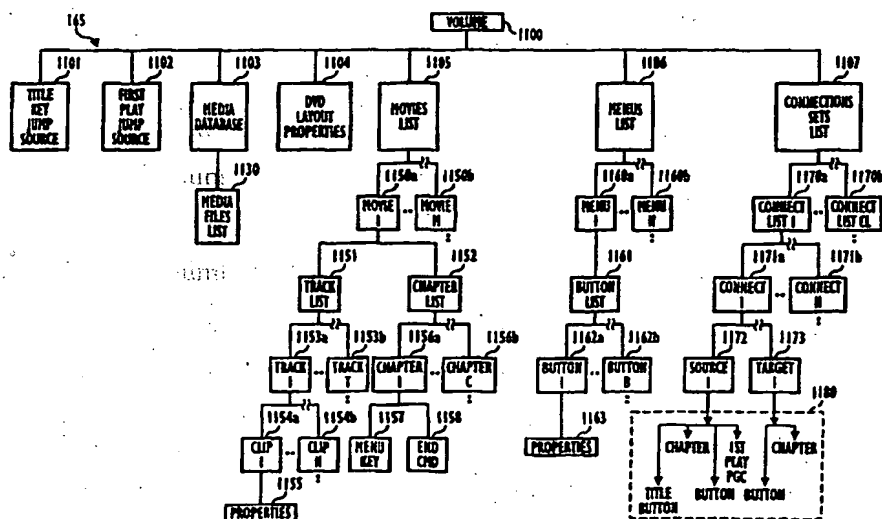 VOLUME
1100
165
1101
1102
1103
1104
1105
1106
1107
TITLE KEY JUMP SOURCE
FIRST PLAY JUMP SOURCE
MEDIA DATABASE
DVD LAYOUT PROPERTIES
MOVIES LIST
MENUS LIST
CONNECTIONS SETS LIST
1130
MEDIA FILES LIST
1150a
1150b
MOVIE 1
MOVIE M
1160a
1160b
MENU 1
MENU N
1170a
1170b
CONNECT LIST 1
CONNECT LIST CL
1151
1152
TRACK LIST
CHAPTER LIST
1161
BUTTON LIST
1171a
1171b
CONNECT 1
CONNECT N
1153a
1153b
1156a
1156b
TRACK 1
TRACK T
CHAPTER 1
CHAPTER C
1162a
1162b
BUTTON 1
BUTTON B
1172
1173
SOURCE 1
TARGET 1
1180
1154a
1154b
1157
1158
CLIP 1
CLIP N
MENU KEY
END CMD
1163
PROPERTIES
1155
PROPERTIES
CHAPTER
1ST PLAY PGC
CHAPTER
TITLE BUTTON
BUTTON
BUTTON